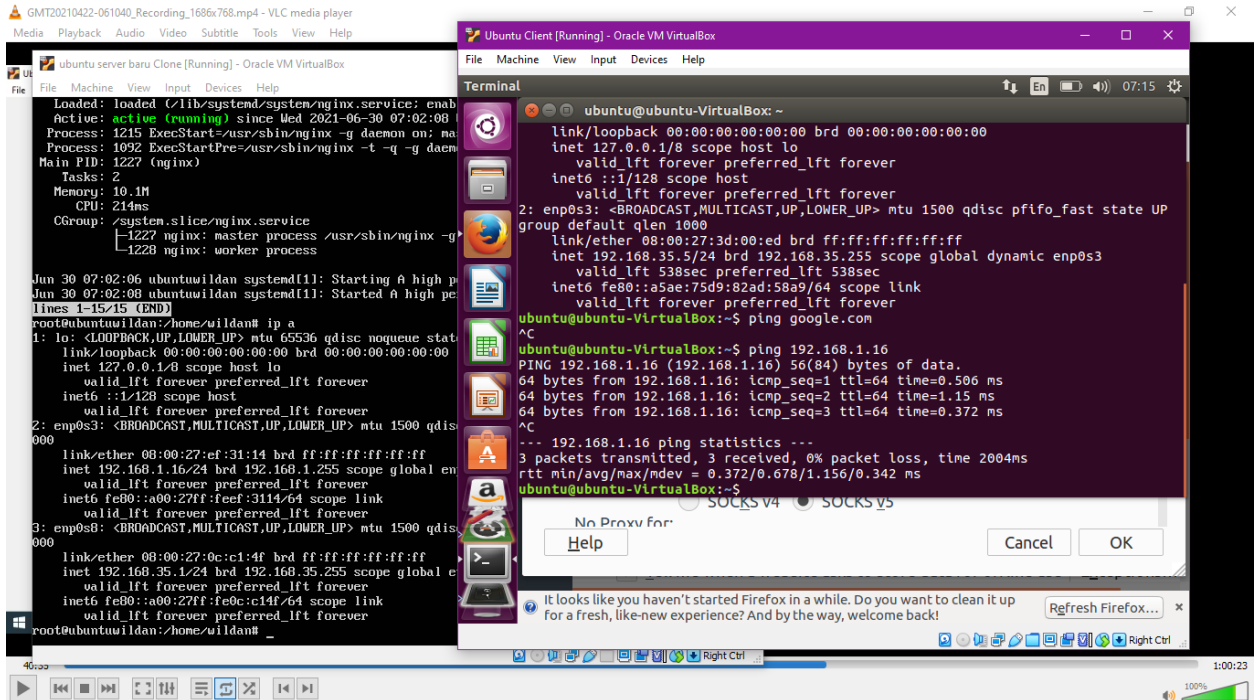 GMT20210422-061040_Recording_1686x768.mp4 - VLC media player
Media Playback Audio Video Subtitle Tools View Help
File
ubuntu server baru Clone [Running] - Oracle VM VirtualBox
File Machine View Input Devices Help
Loaded: loaded (/lib/systemd/system/nginx.service; enab
Active: active (running) since Wed 2021-06-30 07:02:08
Process: 1215 ExecStart=/usr/sbin/nginx -g daemon on; ma
Process: 1092 ExecStartPre=/usr/sbin/nginx -t -q -g daem
Main PID: 1227 (nginx)
Tasks: 2
Memory: 10.1M
CPU: 214ms
CGroup: /system.slice/nginx.service
├─1227 nginx: master process /usr/sbin/nginx -g
└─1228 nginx: worker process
Jun 30 07:02:06 ubuntuwildan systemd[1]: Starting A high p
Jun 30 07:02:08 ubuntuwildan systemd[1]: Started A high pe
lines 1-15/15 (END)
root@ubuntuwildan:/home/wildan# ip a
1: lo: <LOOPBACK,UP,LOWER_UP> mtu 65536 qdisc noqueue stat
link/loopback 00:00:00:00:00:00 brd 00:00:00:00:00:00
inet 127.0.0.1/8 scope host lo
valid_lft forever preferred_lft forever
inet6 ::1/128 scope host
valid_lft forever preferred_lft forever
2: enp0s3: <BROADCAST,MULTICAST,UP,LOWER_UP> mtu 1500 qdis
000
link/ether 08:00:27:ef:31:14 brd ff:ff:ff:ff:ff:ff
inet 192.168.1.16/24 brd 192.168.1.255 scope global en
valid_lft forever preferred_lft forever
inet6 fe80::a00:27ff:feef:3114/64 scope link
valid_lft forever preferred_lft forever
3: enp0s8: <BROADCAST,MULTICAST,UP,LOWER_UP> mtu 1500 qdis
000
link/ether 08:00:27:0c:c1:4f brd ff:ff:ff:ff:ff:ff
inet 192.168.35.1/24 brd 192.168.35.255 scope global e
valid_lft forever preferred_lft forever
inet6 fe80::a00:27ff:fe0c:c14f/64 scope link
valid_lft forever preferred_lft forever
root@ubuntuwildan:/home/wildan# _
Right Ctrl
Ubuntu Client [Running] - Oracle VM VirtualBox
File Machine View Input Devices Help
Terminal En 07:15
ubuntu@ubuntu-VirtualBox: ~
link/loopback 00:00:00:00:00:00 brd 00:00:00:00:00:00
inet 127.0.0.1/8 scope host lo
valid_lft forever preferred_lft forever
inet6 ::1/128 scope host
valid_lft forever preferred_lft forever
2: enp0s3: <BROADCAST,MULTICAST,UP,LOWER_UP> mtu 1500 qdisc pfifo_fast state UP
group default qlen 1000
link/ether 08:00:27:3d:00:ed brd ff:ff:ff:ff:ff:ff
inet 192.168.35.5/24 brd 192.168.35.255 scope global dynamic enp0s3
valid_lft 538sec preferred_lft 538sec
inet6 fe80::a5ae:75d9:82ad:58a9/64 scope link
valid_lft forever preferred_lft forever
ubuntu@ubuntu-VirtualBox:~$ ping google.com
^C
ubuntu@ubuntu-VirtualBox:~$ ping 192.168.1.16
PING 192.168.1.16 (192.168.1.16) 56(84) bytes of data.
64 bytes from 192.168.1.16: icmp_seq=1 ttl=64 time=0.506 ms
64 bytes from 192.168.1.16: icmp_seq=2 ttl=64 time=1.15 ms
64 bytes from 192.168.1.16: icmp_seq=3 ttl=64 time=0.372 ms
^C
--- 192.168.1.16 ping statistics ---
3 packets transmitted, 3 received, 0% packet loss, time 2004ms
rtt min/avg/max/mdev = 0.372/0.678/1.156/0.342 ms
ubuntu@ubuntu-VirtualBox:~$
SOCKS v4 SOCKS v5
No Proxy for:
Help Cancel OK
It looks like you haven't started Firefox in a while. Do you want to clean it up
for a fresh, like-new experience? And by the way, welcome back!
Refresh Firefox...
Right Ctrl
40:35 1:00:23
100%